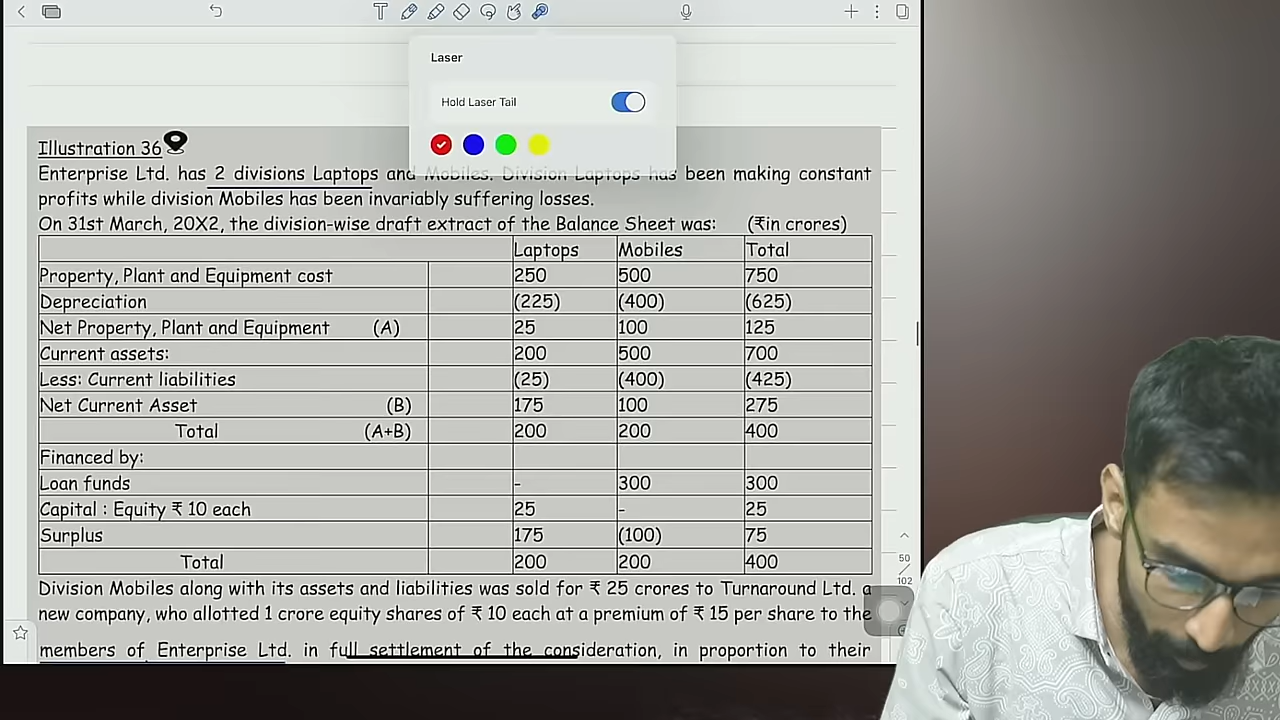 Laser
Hold Laser Tail
Illustration 36
Enterprise Ltd. has 2 divisions Laptops and Mobiles. Division Laptops has been making constant
profits while division Mobiles has been invariably suffering losses.
On 31st March, 20X2, the division-wise draft extract of the Balance Sheet was: (₹in crores)
Laptops Mobiles Total
Property, Plant and Equipment cost 250 500 750
Depreciation (225) (400) (625)
Net Property, Plant and Equipment (A) 25 100 125
Current assets: 200 500 700
Less: Current liabilities (25) (400) (425)
Net Current Asset (B) 175 100 275
Total (A+B) 200 200 400
Financed by:
Loan funds - 300 300
Capital : Equity ₹ 10 each 25 - 25
Surplus 175 (100) 75
Total 200 200 400
Division Mobiles along with its assets and liabilities was sold for ₹ 25 crores to Turnaround Ltd. a
new company, who allotted 1 crore equity shares of ₹ 10 each at a premium of ₹ 15 per share to the
members of Enterprise Ltd. in full settlement of the consideration, in proportion to their
50
102